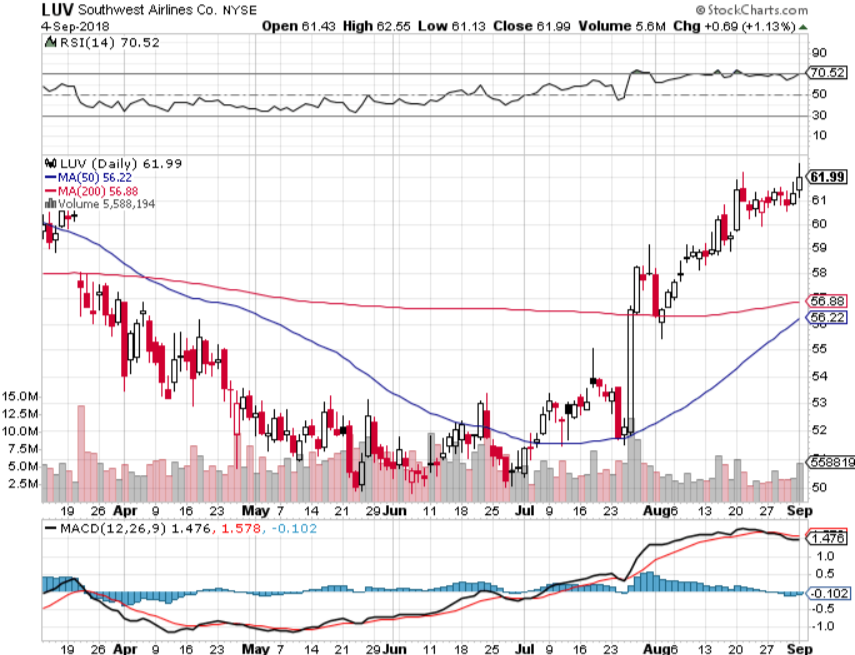 LUV Southwest Airlines Co. NYSE © StockCharts.com
4-Sep-2018 Open 61.43 High 62.55 Low 61.13 Close 61.99 Volume 5.6M Chg +0.69 (+1.13%)
RSI(14) 70.52
90
70.52
50
30
10
LUV (Daily) 61.99
MA(50) 56.22
MA(200) 56.88
Volume 5,588,194
61.99
61
60
59
58
57
56.88
56.22
56
55
54
53
52
51
50
15.0M
12.5M
10.0M
7.5M
5.0M
2.5M
558819
19 26 Apr 9 16 23 May 7 14 21 29 Jun 11 18 25 Jul 9 16 23 Aug 6 13 20 27 Sep
MACD(12,26,9) 1.476, 1.578, -0.102
1.476
1.0
0.5
-0.102
-0.5
-1.0
19 26 Apr 9 16 23 May 7 14 21 29 Jun 11 18 25 Jul 9 16 23 Aug 6 13 20 27 Sep